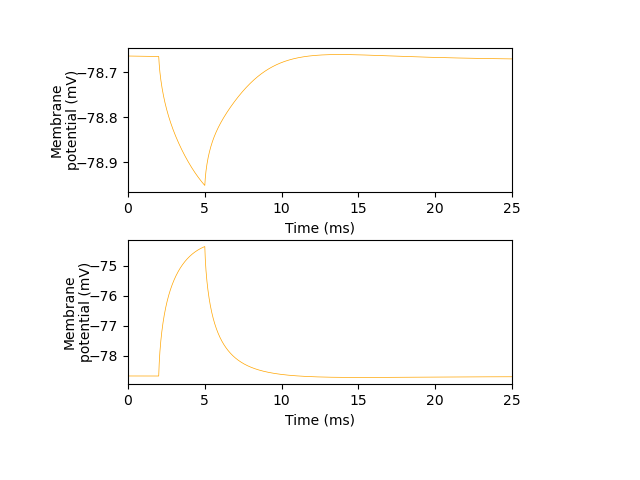 Membrane
potential (mV)
−78.7
−78.8
−78.9
0 5 10 15 20 25
Time (ms)
Membrane
potential (mV)
−75
−76
−77
−78
0 5 10 15 20 25
Time (ms)